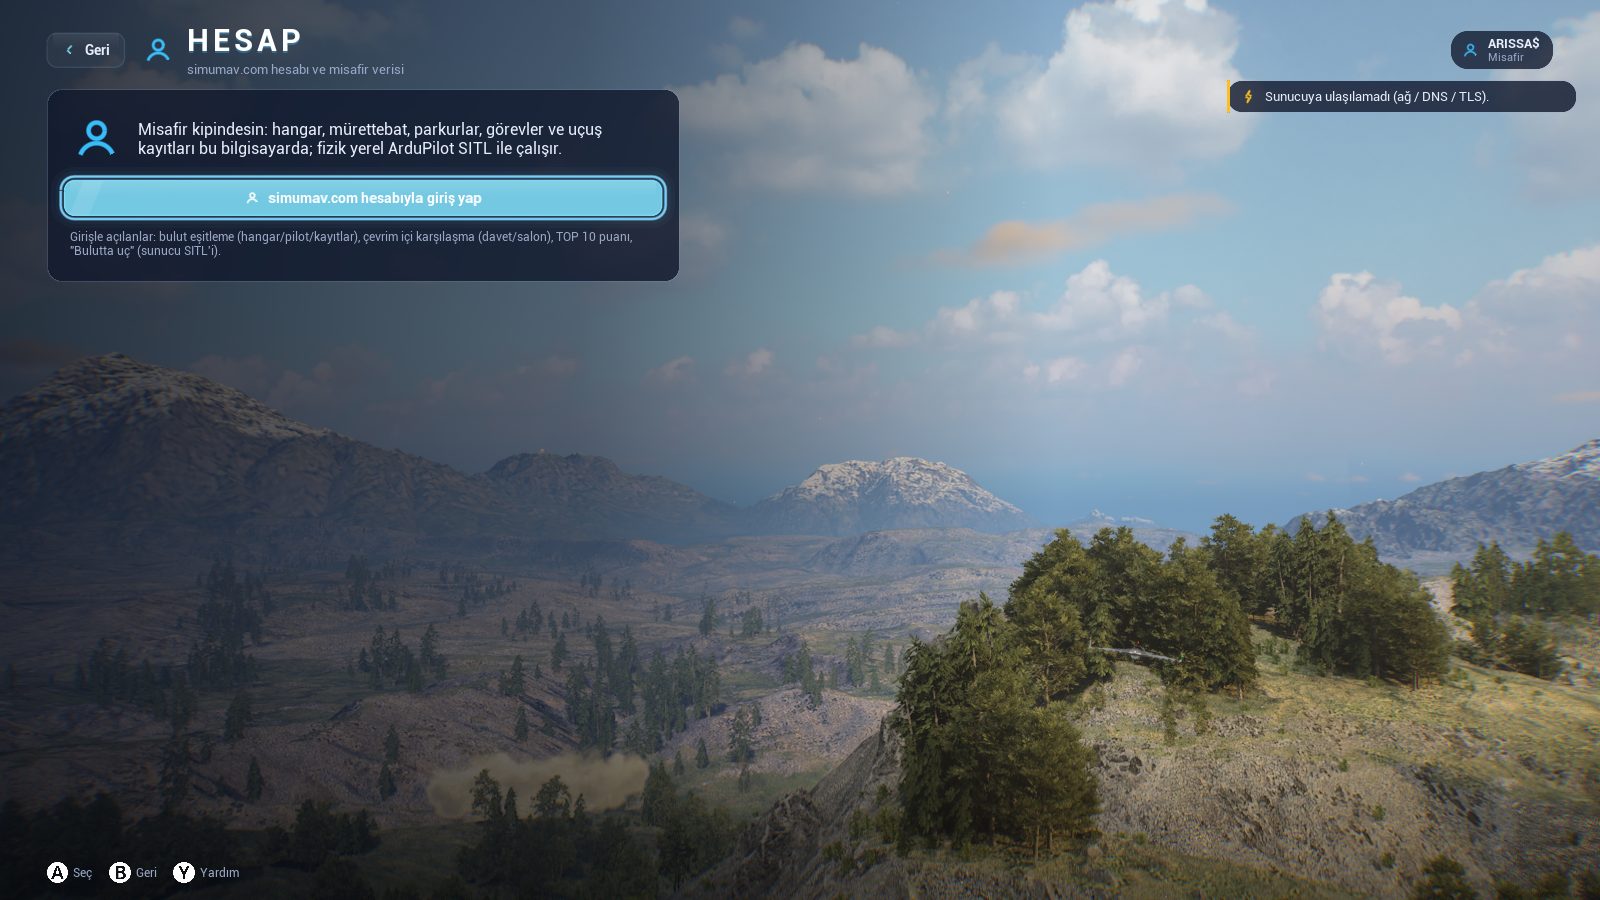 Geri
HESAP
simumav.com hesabı ve misafir verisi
ARISSA$
Misafir
Sunucuya ulaşılamadı (ağ / DNS / TLS).
Misafir kipindesin: hangar, mürettebat, parkurlar, görevler ve uçuş
kayıtları bu bilgisayarda; fizik yerel ArduPilot SITL ile çalışır.
simumav.com hesabıyla giriş yap
Girişle açılanlar: bulut eşitleme (hangar/pilot/kayıtlar), çevrim içi karşılaşma (davet/salon), TOP 10 puanı,
"Bulutta uç" (sunucu SITL'i).
A Seç B Geri Y Yardım